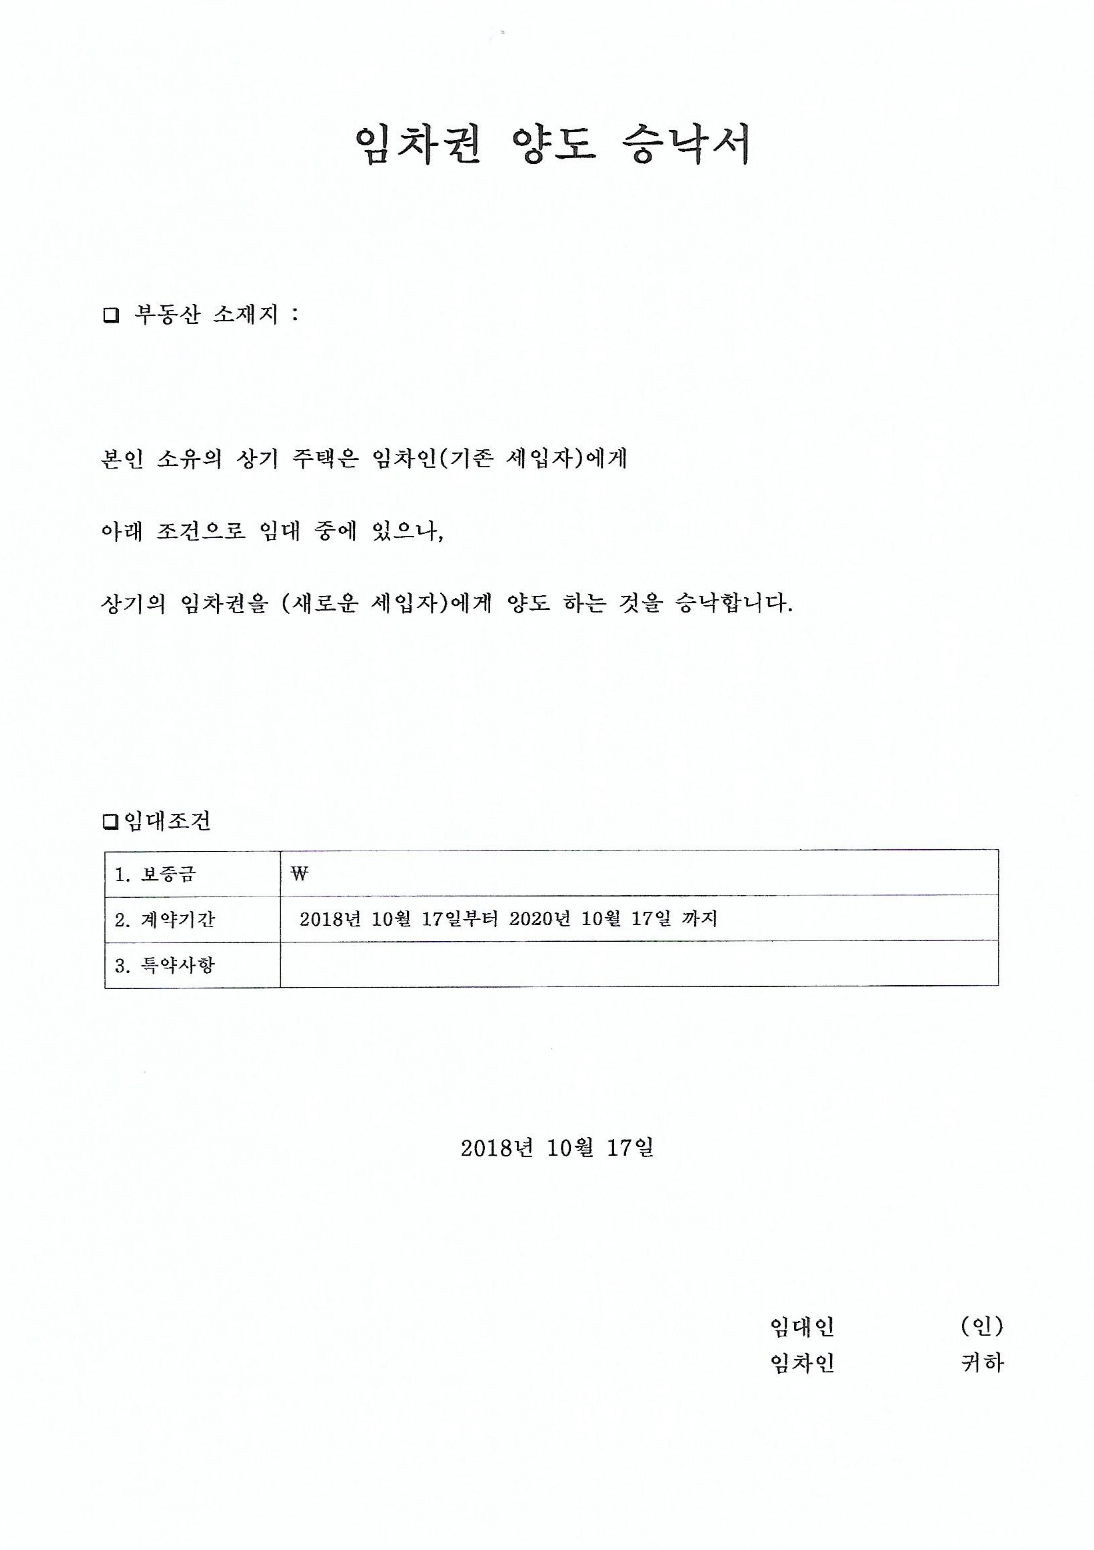 임차권 양도 승낙서
❑ 부동산 소재지 :
본인 소유의 상기 주택은 임차인(기존 세입자)에게
아래 조건으로 임대 중에 있으나,
상기의 임차권을 (새로운 세입자)에게 양도 하는 것을 승낙합니다.
❑임대조건
1. 보증금 ₩
2. 계약기간 2018년 10월 17일부터 2020년 10월 17일 까지
3. 특약사항
2018년 10월 17일
임대인 (인)
임차인 귀하